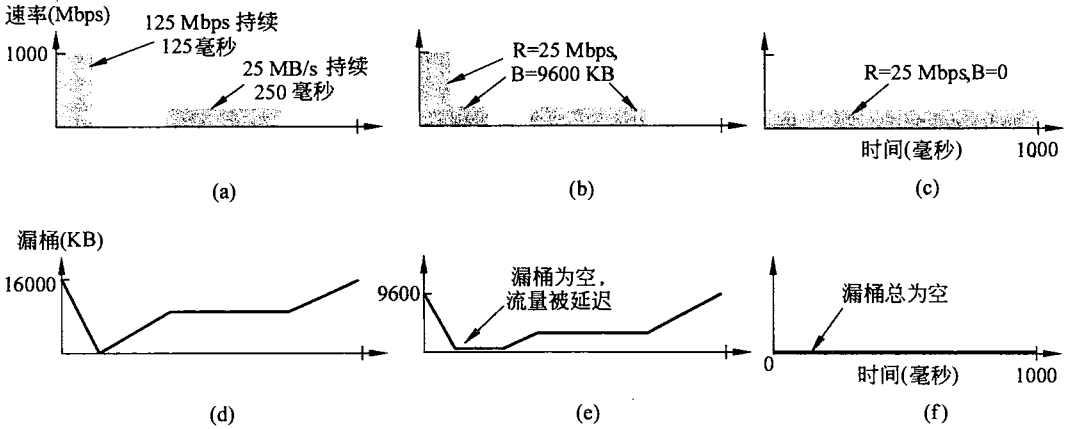 速率(Mbps)
1000
125 Mbps 持续
125毫秒
25 MB/s 持续
250 毫秒
(a)
R=25 Mbps,
B=9600 KB
(b)
R=25 Mbps,B=0
时间(毫秒)
1000
(c)
漏桶(KB)
16000
(d)
9600
漏桶为空，
流量被延迟
(e)
漏桶总为空
0
时间(毫秒)
1000
(f)